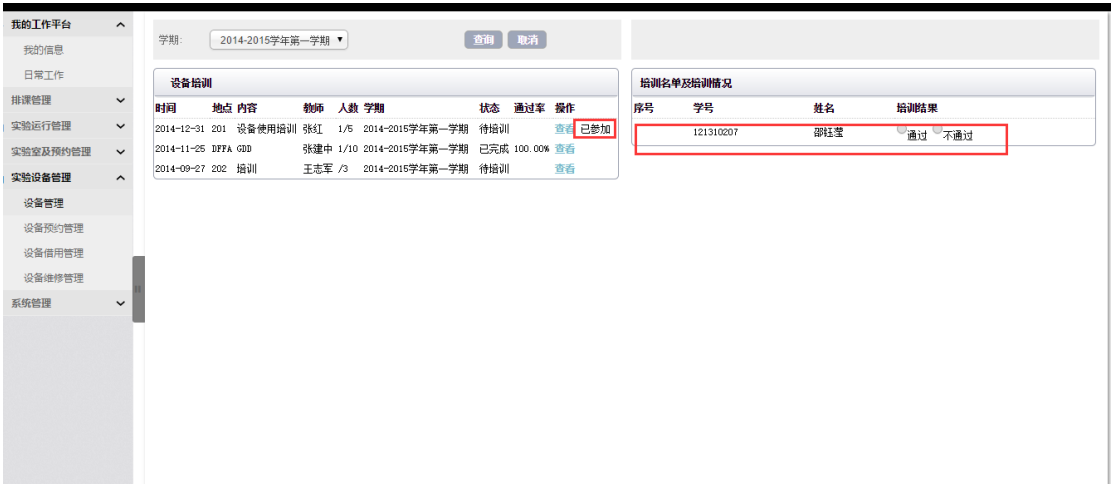 我的工作平台
我的信息
日常工作
排课管理
实验运行管理
实验室及预约管理
实验设备管理
设备管理
设备预约管理
设备借用管理
设备维修管理
系统管理
学期: 2014-2015学年第一学期 查询 取消
设备培训
时间 地点 内容 教师 人数 学期 状态 通过率 操作
2014-12-31 201 设备使用培训 张红 1/5 2014-2015学年第一学期 待培训 查看 已参加
2014-11-25 DFFA GDD 张建中 1/10 2014-2015学年第一学期 已完成 100.00% 查看
2014-09-27 202 培训 王志军 /3 2014-2015学年第一学期 待培训 查看
培训名单及培训情况
序号 学号 姓名 培训结果
121310207 邵钰莹 通过 不通过